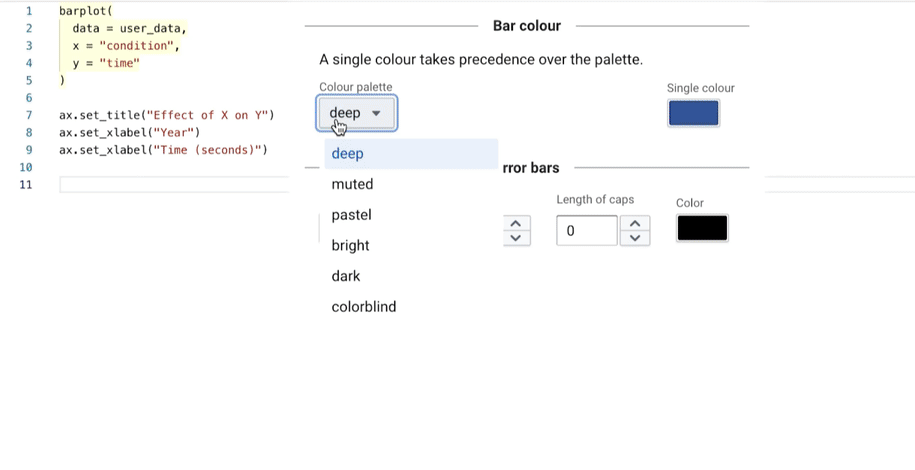 1 barplot(
2 data = user_data,
3 x = "condition",
4 y = "time"
5 )
6
7 ax.set_title("Effect of X on Y")
8 ax.set_xlabel("Year")
9 ax.set_xlabel("Time (seconds)")
10
11
Bar colour
A single colour takes precedence over the palette.
Colour palette
Single colour
deep
deep
muted
pastel
bright
dark
colorblind
rror bars
Length of caps
Color
0